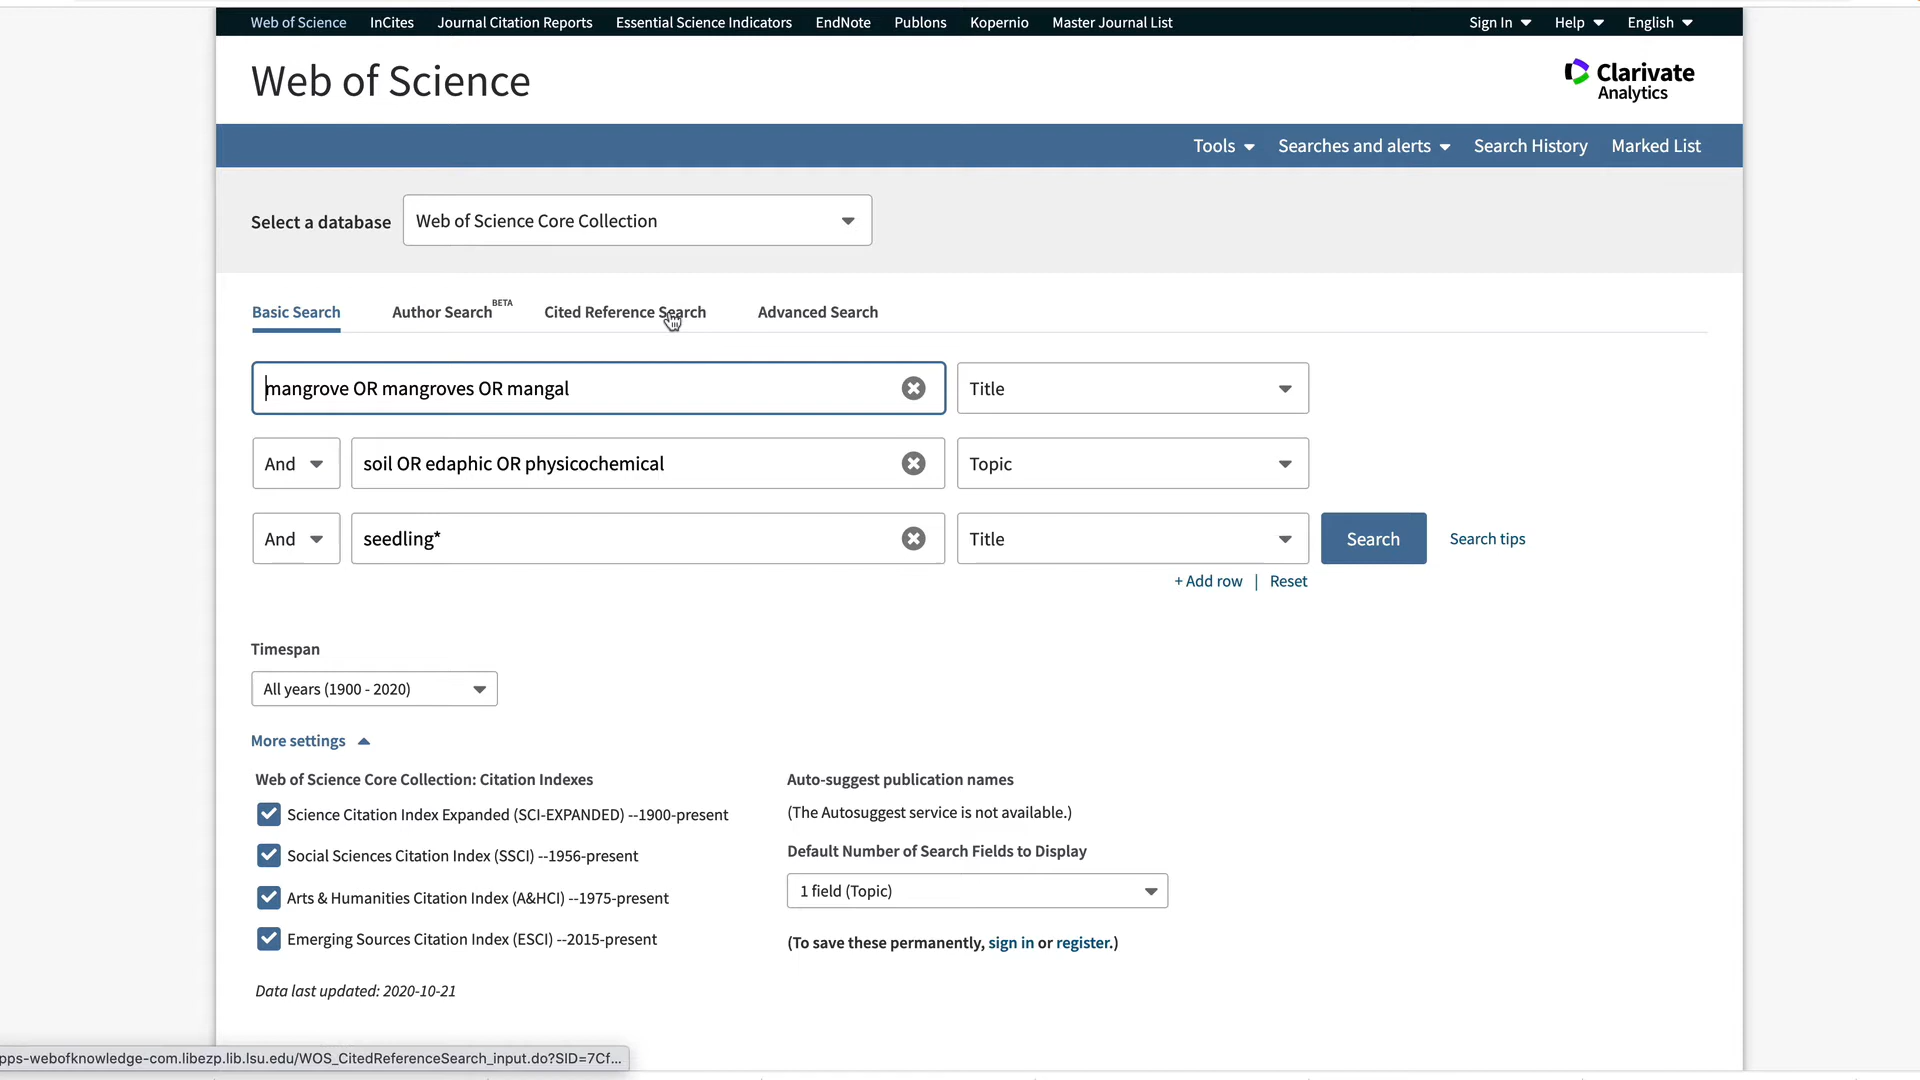 Web of Science InCites Journal Citation Reports Essential Science Indicators EndNote Publons Kopernio Master Journal List Sign In Help English
Web of Science
Clarivate
Analytics
Tools Searches and alerts Search History Marked List
Select a database Web of Science Core Collection
Basic Search Author Search BETA Cited Reference Search Advanced Search
mangrove OR mangroves OR mangal Title
And soil OR edaphic OR physicochemical Topic
And seedling* Title Search Search tips
+ Add row | Reset
Timespan
All years (1900 - 2020)
More settings
Web of Science Core Collection: Citation Indexes
Science Citation Index Expanded (SCI-EXPANDED) --1900-present
Social Sciences Citation Index (SSCI) --1956-present
Arts & Humanities Citation Index (A&HCI) --1975-present
Emerging Sources Citation Index (ESCI) --2015-present
Data last updated: 2020-10-21
Auto-suggest publication names
(The Autosuggest service is not available.)
Default Number of Search Fields to Display
1 field (Topic)
(To save these permanently, sign in or register.)
pps-webofknowledge-com.libezp.lib.lsu.edu/WOS_CitedReferenceSearch_input.do?SID=7Cf...